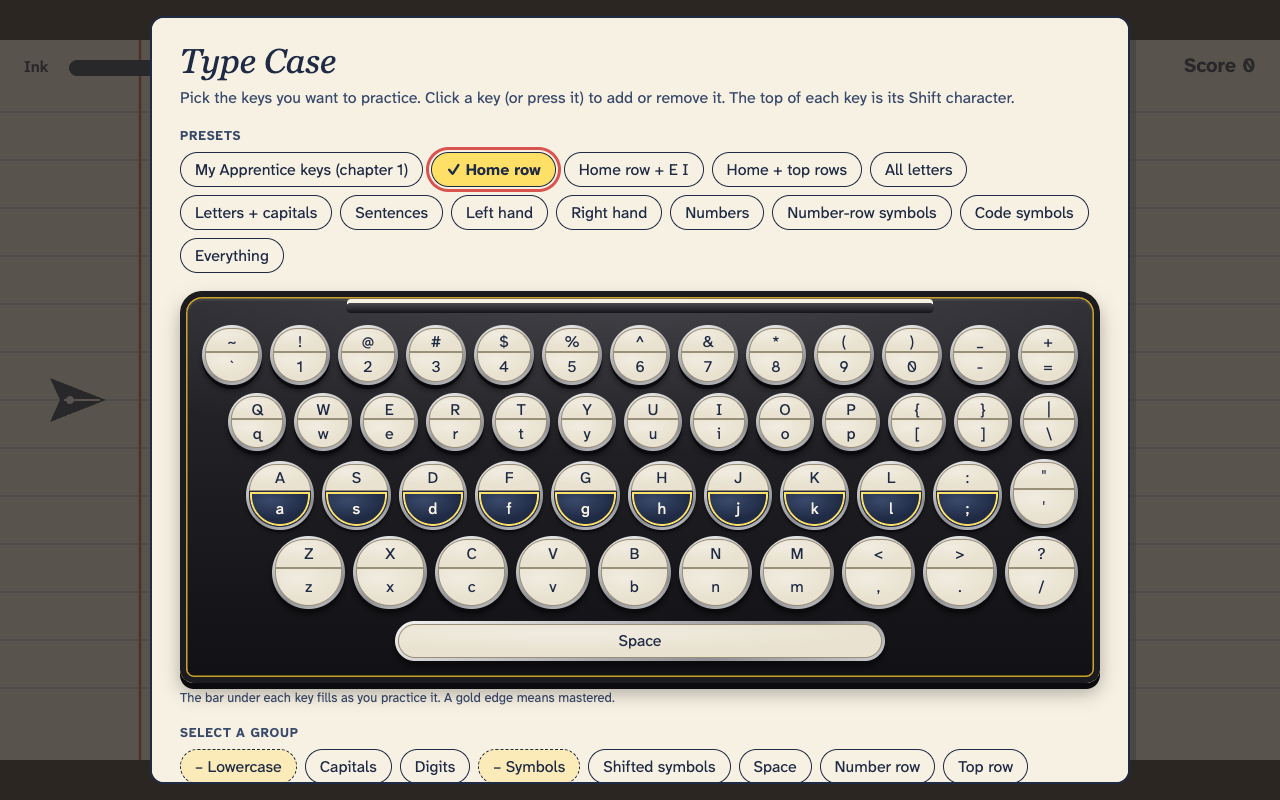 Ink
Score 0
Type Case
Pick the keys you want to practice. Click a key (or press it) to add or remove it. The top of each key is its Shift character.
PRESETS
My Apprentice keys (chapter 1) ✓ Home row Home row + E I Home + top rows All letters
Letters + capitals Sentences Left hand Right hand Numbers Number-row symbols Code symbols
Everything
~ ! @ # $ % ^ & * ( ) _ +
` 1 2 3 4 5 6 7 8 9 0 - =
Q W E R T Y U I O P { } |
q w e r t y u i o p [ ] \
A S D F G H J K L : "
a s d f g h j k l ; '
Z X C V B N M < > ?
z x c v b n m , . /
Space
The bar under each key fills as you practice it. A gold edge means mastered.
SELECT A GROUP
– Lowercase Capitals Digits – Symbols Shifted symbols Space Number row Top row